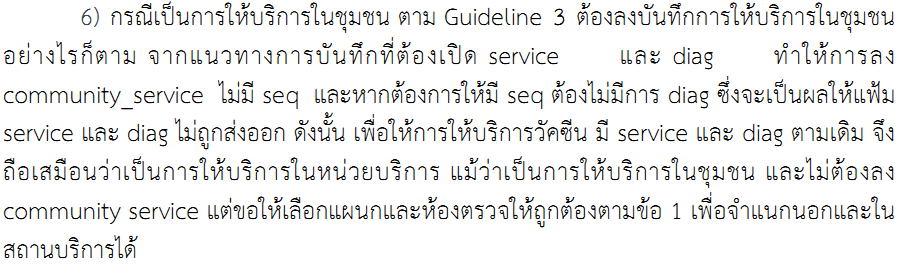 6) กรณีเป็นการให้บริการในชุมชน ตาม Guideline 3 ต้องลงบันทึกการให้บริการในชุมชน
อย่างไรก็ตาม จากแนวทางการบันทึกที่ต้องเปิด service และ diag ทำให้การลง
community_service ไม่มี seq และหากต้องการให้มี seq ต้องไม่มีการ diag ซึ่งจะเป็นผลให้แฟ้ม
service และ diag ไม่ถูกส่งออก ดังนั้น เพื่อให้การให้บริการวัคซีน มี service และ diag ตามเดิม จึง
ถือเสมือนว่าเป็นการให้บริการในหน่วยบริการ แม้ว่าเป็นการให้บริการในชุมชน และไม่ต้องลง
community service แต่ขอให้เลือกแผนกและห้องตรวจให้ถูกต้องตามข้อ 1 เพื่อจำแนกนอกและใน
สถานบริการได้